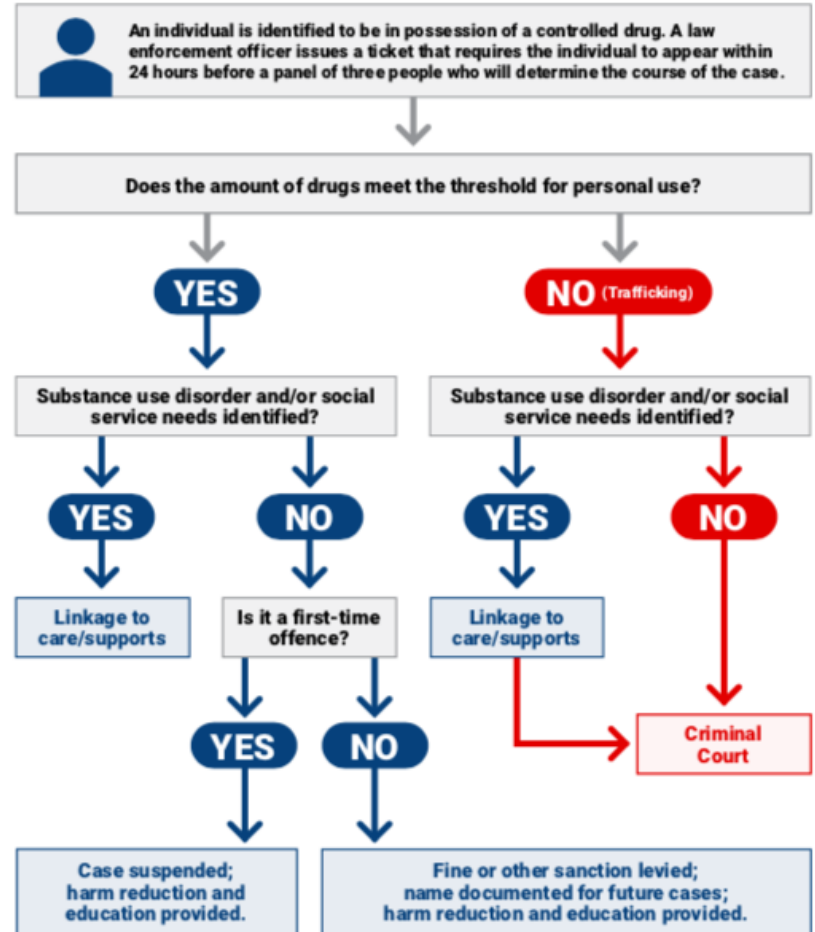 An individual is identified to be in possession of a controlled drug. A law
enforcement officer issues a ticket that requires the individual to appear within
24 hours before a panel of three people who will determine the course of the case.
Does the amount of drugs meet the threshold for personal use?
YES
NO (Trafficking)
Substance use disorder and/or social
service needs identified?
Substance use disorder and/or social
service needs identified?
YES
NO
YES
NO
Linkage to
care/supports
Is it a first-time
offence?
Linkage to
care/supports
YES
NO
Criminal
Court
Case suspended;
harm reduction and
education provided.
Fine or other sanction levied;
name documented for future cases;
harm reduction and education provided.